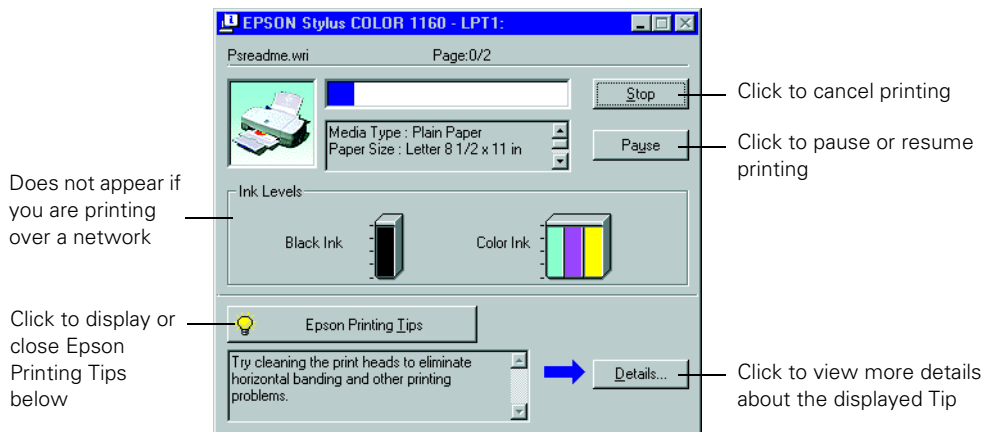 EPSON Stylus COLOR 1160 - LPT1:
Psreadme.wri Page:0/2
Stop
Click to cancel printing
Media Type : Plain Paper
Paper Size : Letter 8 1/2 x 11 in
Pause
Click to pause or resume
printing
Does not appear if
you are printing
over a network
Ink Levels
Black Ink
Color Ink
Click to display or
close Epson
Printing Tips
below
Epson Printing Tips
Try cleaning the print heads to eliminate
horizontal banding and other printing
problems.
Details...
Click to view more details
about the displayed Tip